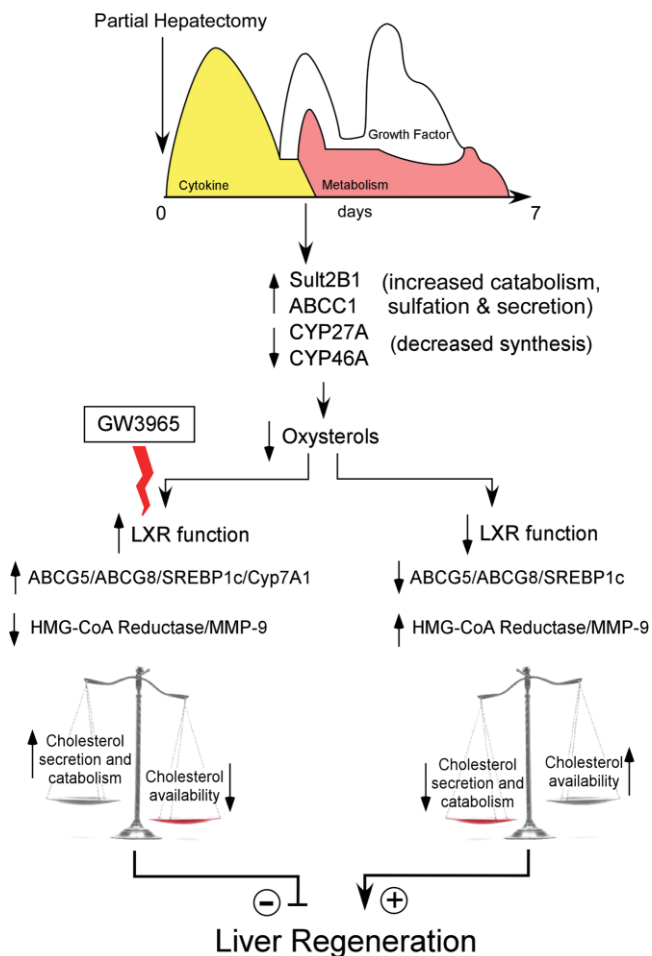 Partial Hepatectomy
Growth Factor
Cytokine
Metabolism
0
days
7
↑ Sult2B1
ABCC1
(increased catabolism,
sulfation & secretion)
↓ CYP27A
CYP46A
(decreased synthesis)
GW3965
↓ Oxysterols
↑ LXR function
↑ ABCG5/ABCG8/SREBP1c/Cyp7A1
↓ HMG-CoA Reductase/MMP-9
↑ Cholesterol
secretion and
catabolism
Cholesterol
availability ↓
↓ LXR function
↓ ABCG5/ABCG8/SREBP1c
↑ HMG-CoA Reductase/MMP-9
↓ Cholesterol
secretion and
catabolism
Cholesterol
availability ↑
−
+
Liver Regeneration